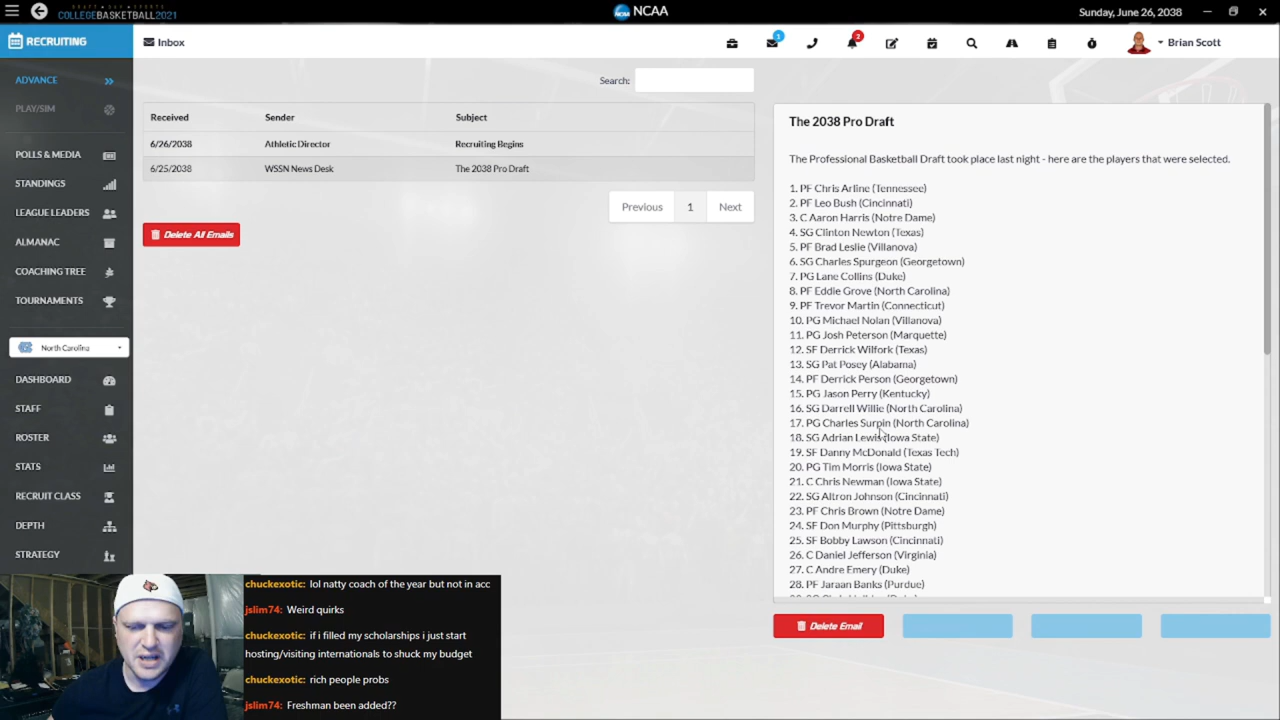 DRAFT DAY SPORTS
COLLEGEBASKETBALL2021
NCAA
Sunday, June 26, 2038
RECRUITING
Inbox
1
2
Brian Scott
ADVANCE
PLAY/SIM
POLLS & MEDIA
STANDINGS
LEAGUE LEADERS
ALMANAC
COACHING TREE
TOURNAMENTS
North Carolina
DASHBOARD
STAFF
ROSTER
STATS
RECRUIT CLASS
DEPTH
STRATEGY
Search:
Received Sender Subject
6/26/2038 Athletic Director Recruiting Begins
6/25/2038 WSSN News Desk The 2038 Pro Draft
Previous 1 Next
Delete All Emails
The 2038 Pro Draft
The Professional Basketball Draft took place last night - here are the players that were selected.
1. PF Chris Arline (Tennessee)
2. PF Leo Bush (Cincinnati)
3. C Aaron Harris (Notre Dame)
4. SG Clinton Newton (Texas)
5. PF Brad Leslie (Villanova)
6. SG Charles Spurgeon (Georgetown)
7. PG Lane Collins (Duke)
8. PF Eddie Grove (North Carolina)
9. PF Trevor Martin (Connecticut)
10. PG Michael Nolan (Villanova)
11. PG Josh Peterson (Marquette)
12. SF Derrick Wilfork (Texas)
13. SG Pat Posey (Alabama)
14. PF Derrick Person (Georgetown)
15. PG Jason Perry (Kentucky)
16. SG Darrell Willie (North Carolina)
17. PG Charles Surpin (North Carolina)
18. SG Adrian Lewis (Iowa State)
19. SF Danny McDonald (Texas Tech)
20. PG Tim Morris (Iowa State)
21. C Chris Newman (Iowa State)
22. SG Altron Johnson (Cincinnati)
23. PF Chris Brown (Notre Dame)
24. SF Don Murphy (Pittsburgh)
25. SF Bobby Lawson (Cincinnati)
26. C Daniel Jefferson (Virginia)
27. C Andre Emery (Duke)
28. PF Jaraan Banks (Purdue)
Delete Email
chuckexotic: lol natty coach of the year but not in acc
jslim74: Weird quirks
chuckexotic: if i filled my scholarships i just start
hosting/visiting internationals to shuck my budget
chuckexotic: rich people probs
jslim74: Freshman been added??